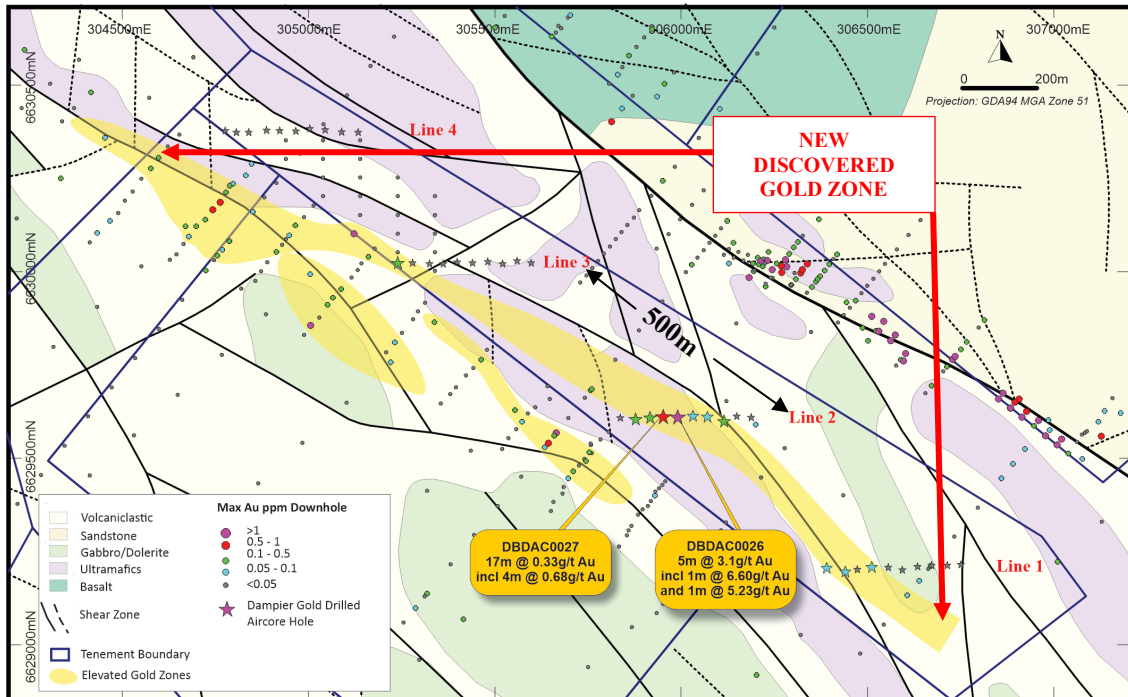 304500mE
305000mE
305500mE
306000mE
306500mE
307000mE
N
0 200m
Projection: GDA94 MGA Zone 51
6630500mN
6630000mN
6629500mN
6629000mN
Line 4
NEW
DISCOVERED
GOLD ZONE
Line 3
500m
Line 2
Line 1
DBDAC0027
17m @ 0.33g/t Au
incl 4m @ 0.68g/t Au
DBDAC0026
5m @ 3.1g/t Au
incl 1m @ 6.60g/t Au
and 1m @ 5.23g/t Au
Volcaniclastic
Sandstone
Gabbro/Dolerite
Ultramafics
Basalt
Shear Zone
Tenement Boundary
Elevated Gold Zones
Max Au ppm Downhole
>1
0.5 - 1
0.1 - 0.5
0.05 - 0.1
<0.05
Dampier Gold Drilled
Aircore Hole